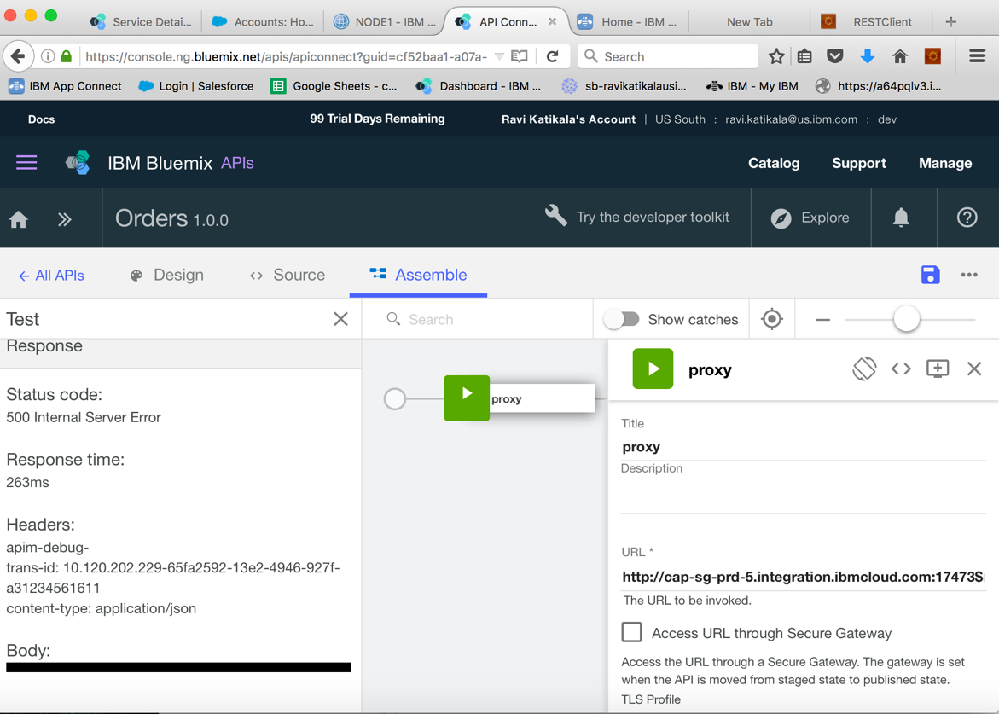 Service Detai...
Accounts: Ho...
NODE1 - IBM ...
API Conn...
Home - IBM ...
New Tab
RESTClient
https://console.ng.bluemix.net/apis/apiconnect?guid=cf52baa1-a07a-
Search
IBM App Connect
Login | Salesforce
Google Sheets - c...
Dashboard - IBM ...
sb-ravikatikalausi...
IBM - My IBM
https://a64pqlv3.i...
Docs
99 Trial Days Remaining
Ravi Katikala's Account | US South : ravi.katikala@us.ibm.com : dev
IBM Bluemix APIs
Catalog
Support
Manage
Orders 1.0.0
Try the developer toolkit
Explore
← All APIs
Design
Source
Assemble
Test
Search
Show catches
Response
Status code:
500 Internal Server Error
Response time:
263ms
Headers:
apim-debug-
trans-id: 10.120.202.229-65fa2592-13e2-4946-927f-
a31234561611
content-type: application/json
Body:
proxy
proxy
Title
proxy
Description
URL *
http://cap-sg-prd-5.integration.ibmcloud.com:17473$(
The URL to be invoked.
Access URL through Secure Gateway
Access the URL through a Secure Gateway. The gateway is set
when the API is moved from staged state to published state.
TLS Profile